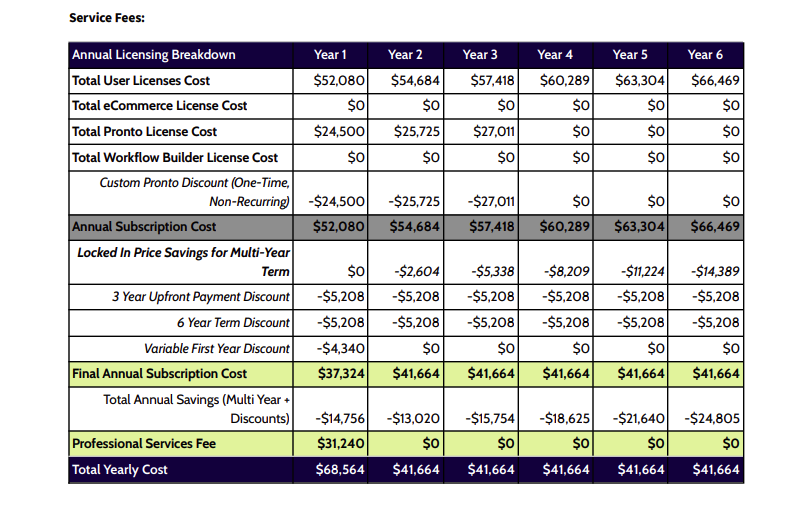 Service Fees:
Annual Licensing Breakdown Year 1 Year 2 Year 3 Year 4 Year 5 Year 6
Total User Licenses Cost $52,080 $54,684 $57,418 $60,289 $63,304 $66,469
Total eCommerce License Cost $0 $0 $0 $0 $0 $0
Total Pronto License Cost $24,500 $25,725 $27,011 $0 $0 $0
Total Workflow Builder License Cost $0 $0 $0 $0 $0 $0
Custom Pronto Discount (One-Time,
Non-Recurring) -$24,500 -$25,725 -$27,011 $0 $0 $0
Annual Subscription Cost $52,080 $54,684 $57,418 $60,289 $63,304 $66,469
Locked In Price Savings for Multi-Year
Term $0 -$2,604 -$5,338 -$8,209 -$11,224 -$14,389
3 Year Upfront Payment Discount -$5,208 -$5,208 -$5,208 -$5,208 -$5,208 -$5,208
6 Year Term Discount -$5,208 -$5,208 -$5,208 -$5,208 -$5,208 -$5,208
Variable First Year Discount -$4,340 $0 $0 $0 $0 $0
Final Annual Subscription Cost $37,324 $41,664 $41,664 $41,664 $41,664 $41,664
Total Annual Savings (Multi Year +
Discounts) -$14,756 -$13,020 -$15,754 -$18,625 -$21,640 -$24,805
Professional Services Fee $31,240 $0 $0 $0 $0 $0
Total Yearly Cost $68,564 $41,664 $41,664 $41,664 $41,664 $41,664